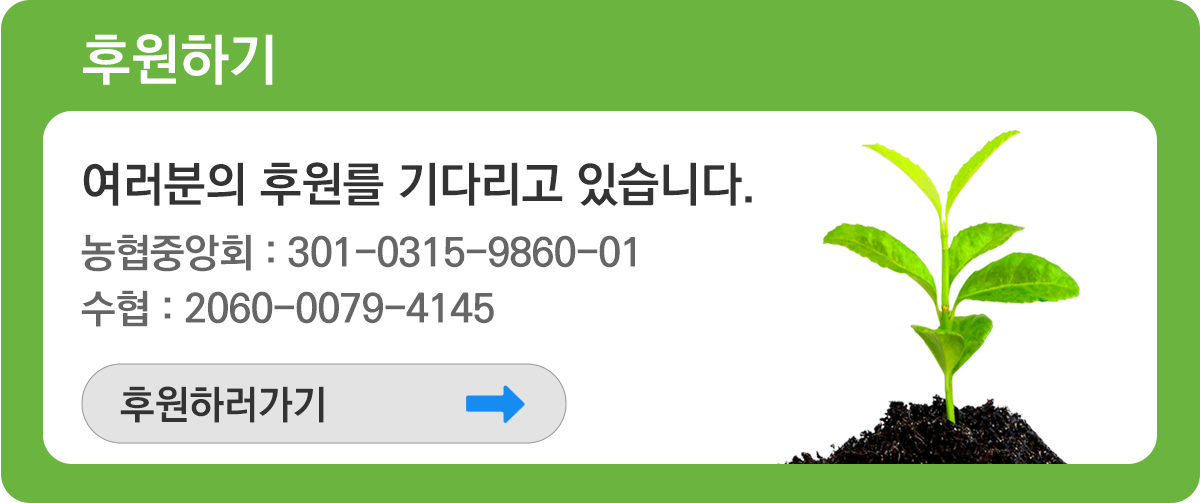 후원하기
여러분의 후원를 기다리고 있습니다.
농협중앙회 : 301-0315-9860-01
수협 : 2060-0079-4145
후원하러가기